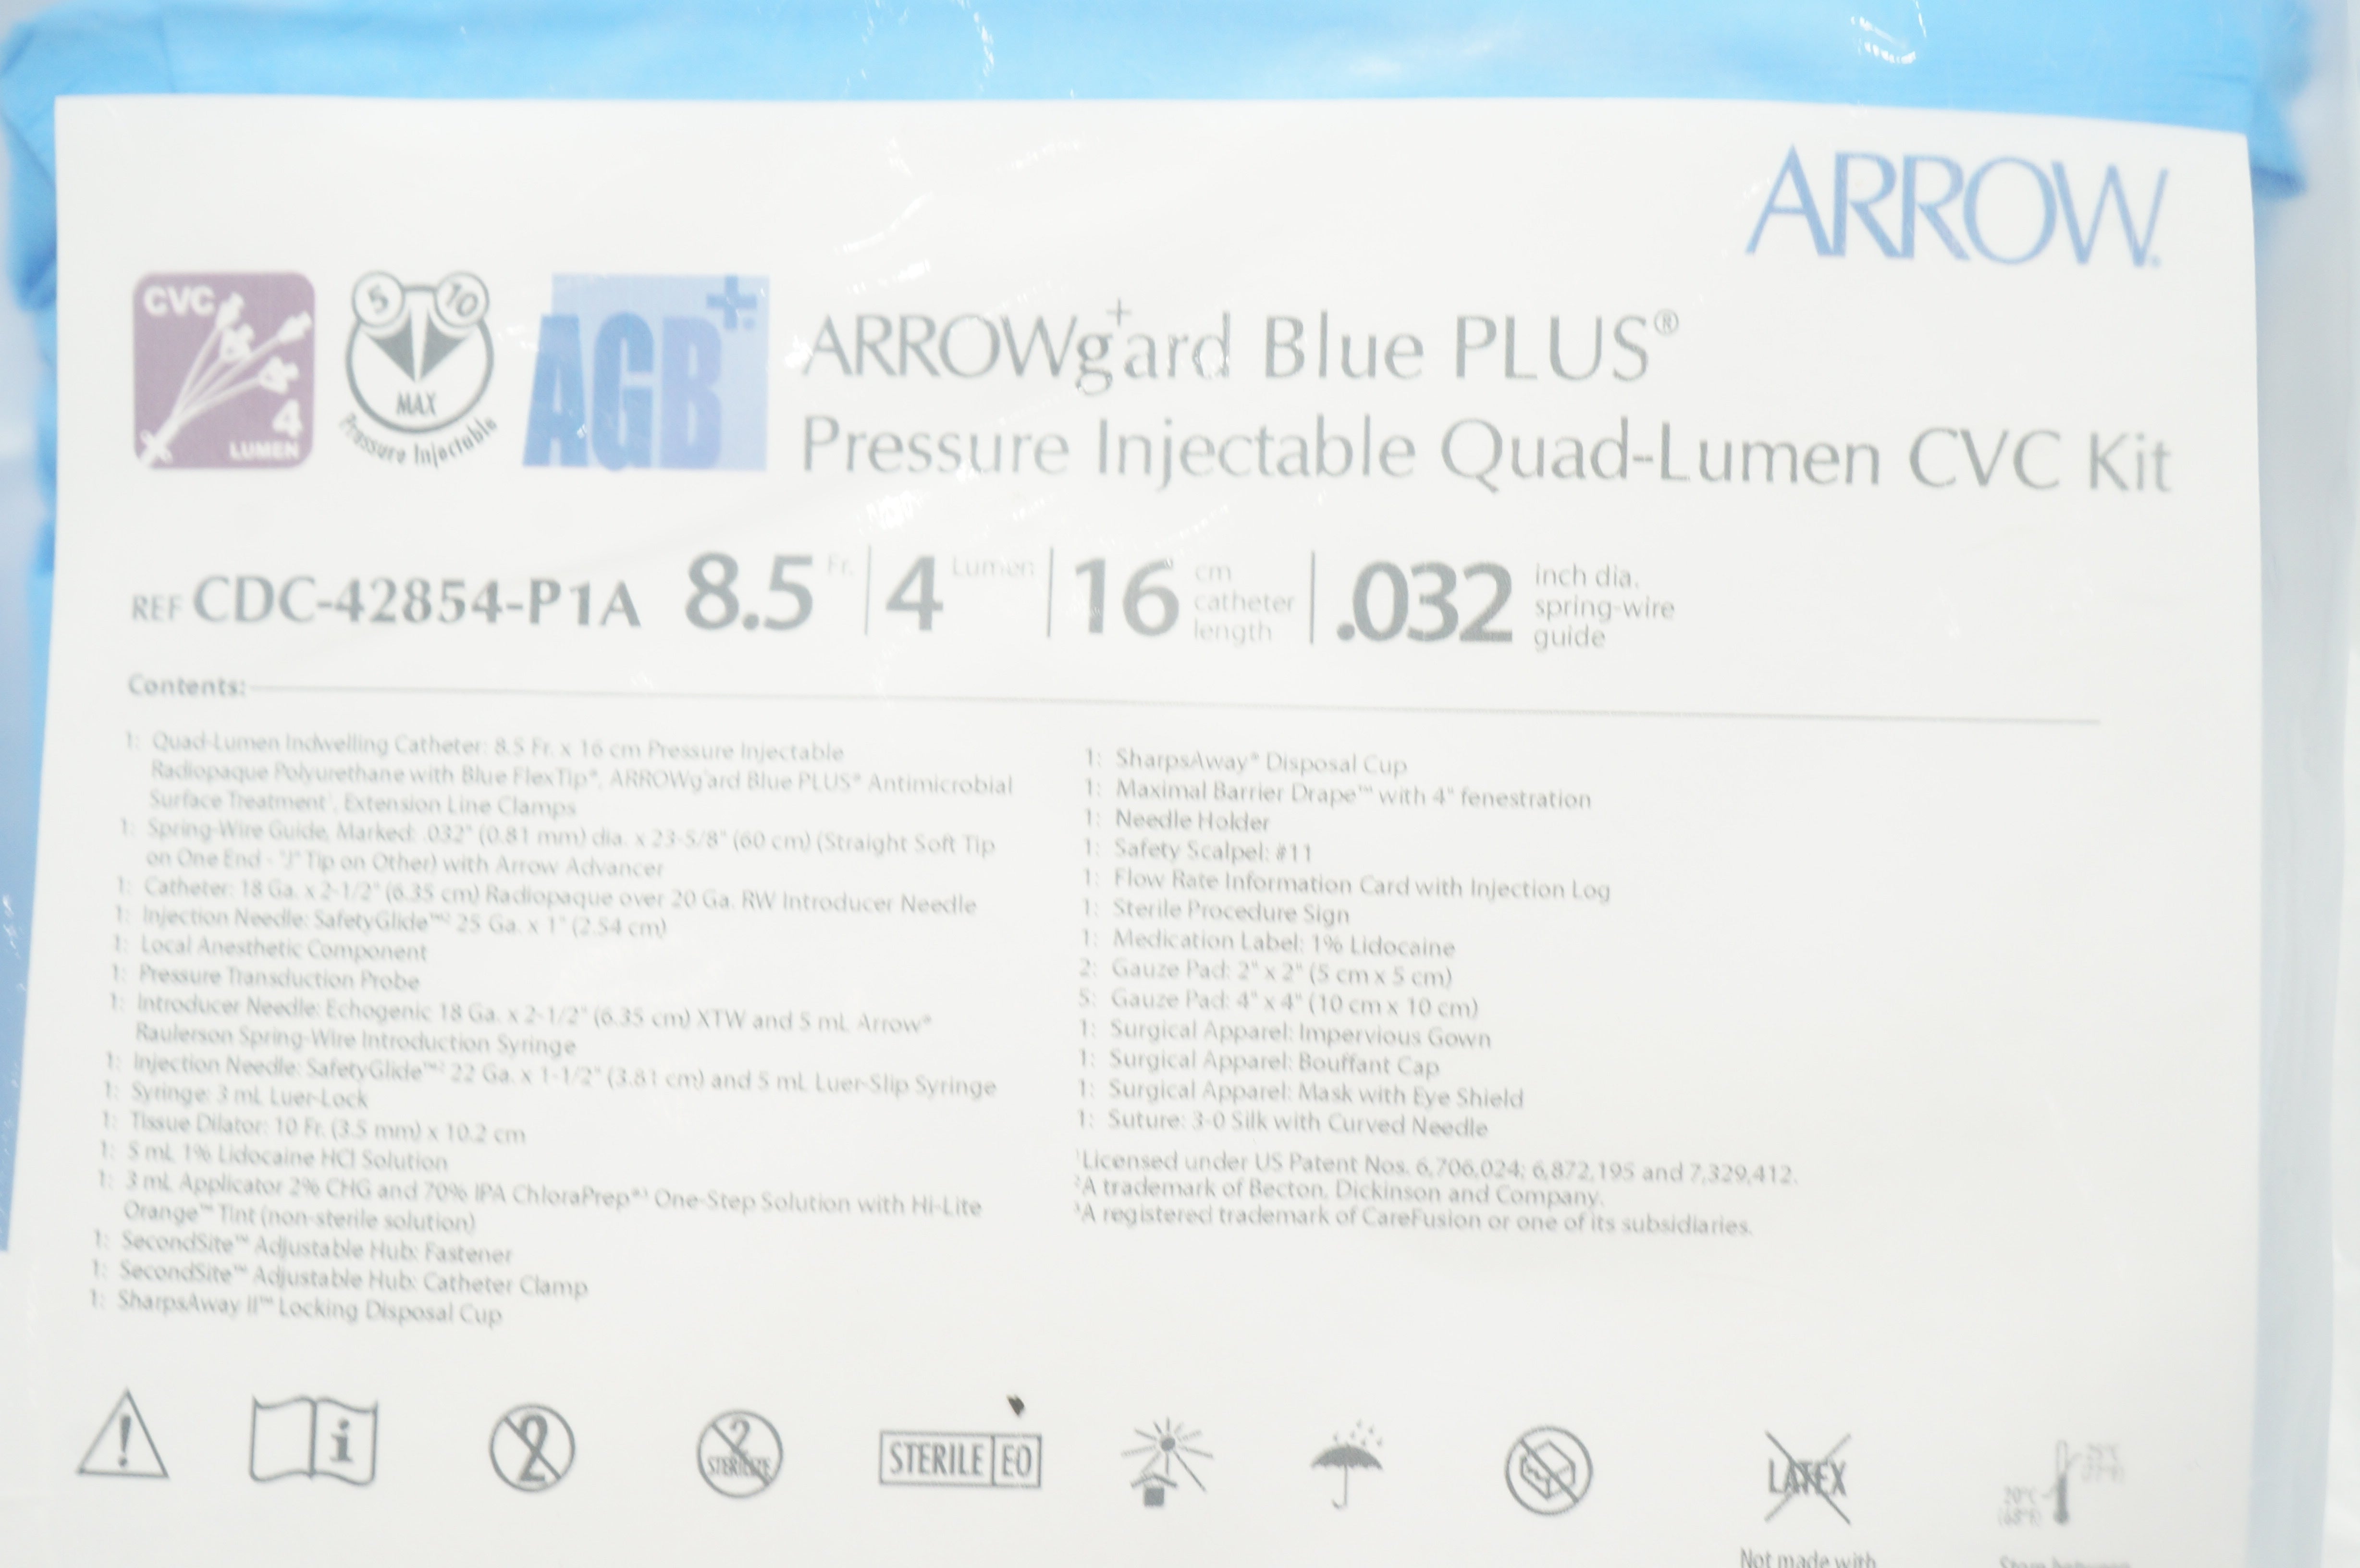 ARROW
CVC
4
LUMEN
5 10
MAX
Pressure Injectable
AGB+
ARROWg+ard Blue PLUS®
Pressure Injectable Quad-Lumen CVC Kit
REF CDC-42854-P1A 8.5 Fr. 4 Lumen 16 cm catheter length .032 inch dia. spring-wire guide
Contents:
1: Quad-Lumen Indwelling Catheter: 8.5 Fr. x 16 cm Pressure Injectable
Radiopaque Polyurethane with Blue FlexTip®, ARROWg+ard Blue PLUS® Antimicrobial
Surface Treatment¹, Extension Line Clamps
1: Spring-Wire Guide, Marked: .032" (0.81 mm) dia. x 23-5/8" (60 cm) (Straight Soft Tip
on One End - "J" Tip on Other) with Arrow Advancer
1: Catheter: 18 Ga. x 2-1/2" (6.35 cm) Radiopaque over 20 Ga. RW Introducer Needle
1: Injection Needle: SafetyGlide™² 25 Ga. x 1" (2.54 cm)
1: Local Anesthetic Component
1: Pressure Transduction Probe
1: Introducer Needle: Echogenic 18 Ga. x 2-1/2" (6.35 cm) XTW and 5 mL Arrow®
Raulerson Spring-Wire Introduction Syringe
1: Injection Needle: SafetyGlide™² 22 Ga. x 1-1/2" (3.81 cm) and 5 mL Luer-Slip Syringe
1: Syringe: 3 mL Luer-Lock
1: Tissue Dilator: 10 Fr. (3.5 mm) x 10.2 cm
1: 5 mL 1% Lidocaine HCl Solution
1: 3 mL Applicator 2% CHG and 70% IPA ChloraPrep®³ One-Step Solution with Hi-Lite
Orange™ Tint (non-sterile solution)
1: SecondSite™ Adjustable Hub: Fastener
1: SecondSite™ Adjustable Hub: Catheter Clamp
1: SharpsAway II™ Locking Disposal Cup
1: SharpsAway® Disposal Cup
1: Maximal Barrier Drape™ with 4" fenestration
1: Needle Holder
1: Safety Scalpel: #11
1: Flow Rate Information Card with Injection Log
1: Sterile Procedure Sign
1: Medication Label: 1% Lidocaine
2: Gauze Pad: 2" x 2" (5 cm x 5 cm)
5: Gauze Pad: 4" x 4" (10 cm x 10 cm)
1: Surgical Apparel: Impervious Gown
1: Surgical Apparel: Bouffant Cap
1: Surgical Apparel: Mask with Eye Shield
1: Suture: 3-0 Silk with Curved Needle
¹Licensed under US Patent Nos. 6,706,024; 6,872,195 and 7,329,412.
²A trademark of Becton, Dickinson and Company.
³A registered trademark of CareFusion or one of its subsidiaries.
i
2
2
STERILIZE
STERILE EO
LATEX
25°C
(77°F)
20°C
(68°F)
Not made with
Store between